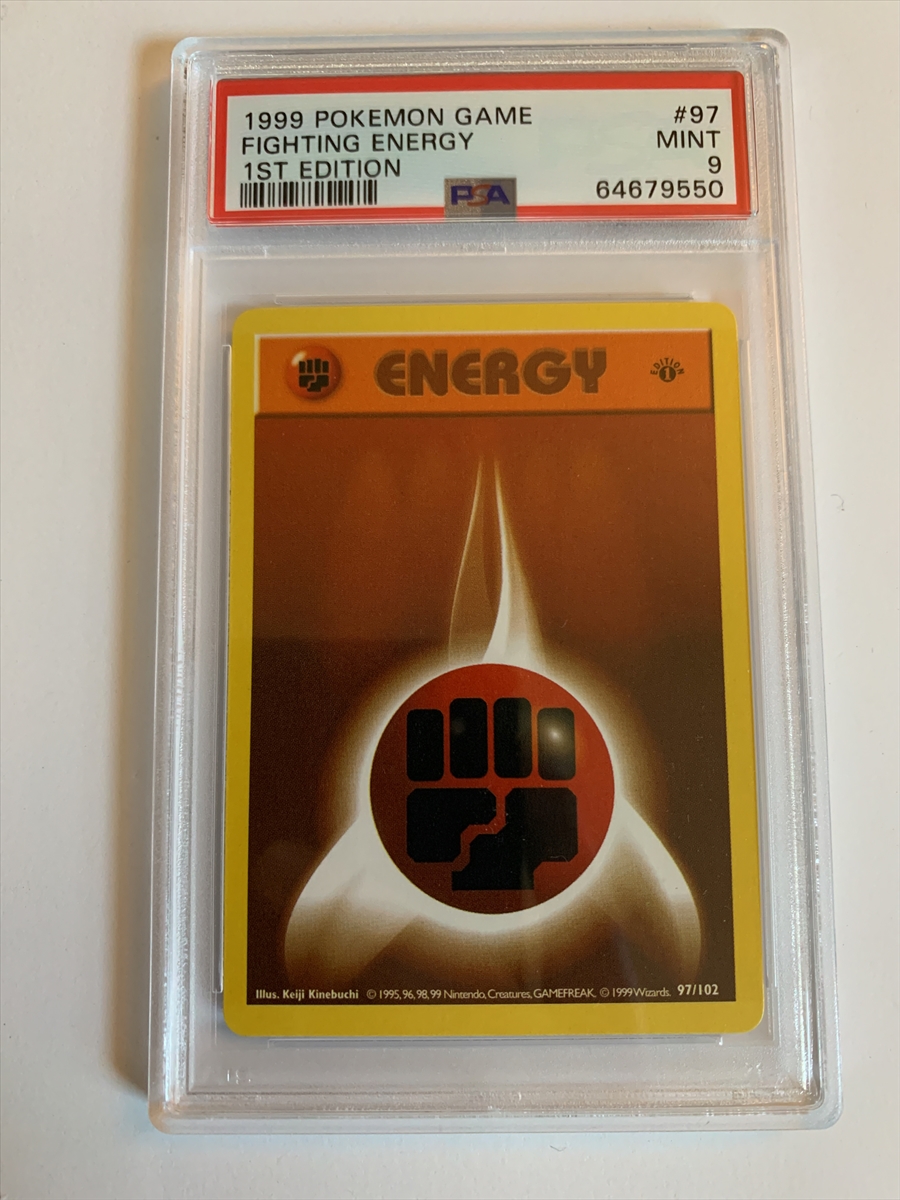 1999 POKEMON GAME #97
FIGHTING ENERGY MINT
1ST EDITION 9
PSA 64679550
ENERGY
EDITION
1
Illus. Keiji Kinebuchi © 1995, 96, 98, 99 Nintendo, Creatures, GAMEFREAK. © 1999 Wizards. 97/102